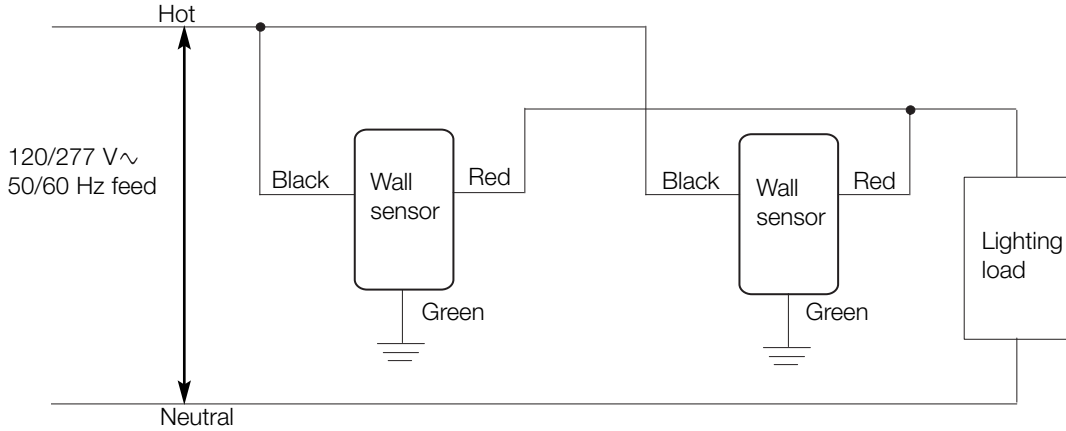 Hot
120/277 V~
50/60 Hz feed
Black
Wall
sensor
Red
Green
Black
Wall
sensor
Red
Green
Lighting
load
Neutral